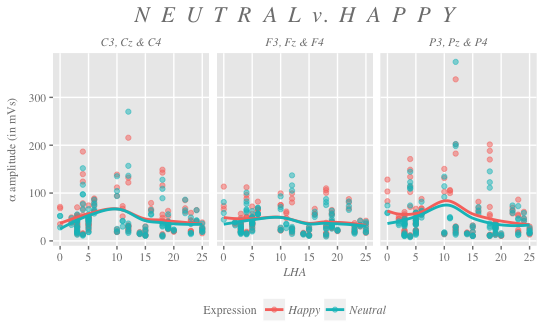 N E U T R A L v. H A P P Y
C3, Cz & C4 F3, Fz & F4 P3, Pz & P4
α amplitude (in mVs)
300
200
100
0
0 5 10 15 20 25 0 5 10 15 20 25 0 5 10 15 20 25
LHA
Expression Happy Neutral